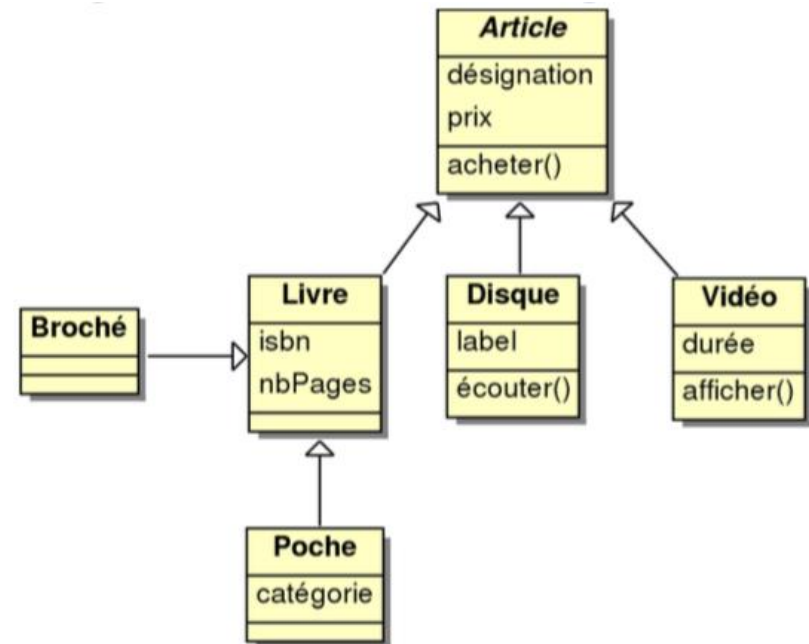 Article
désignation
prix
acheter()
Livre
isbn
nbPages
Disque
label
écouter()
Vidéo
durée
afficher()
Broché
Poche
catégorie